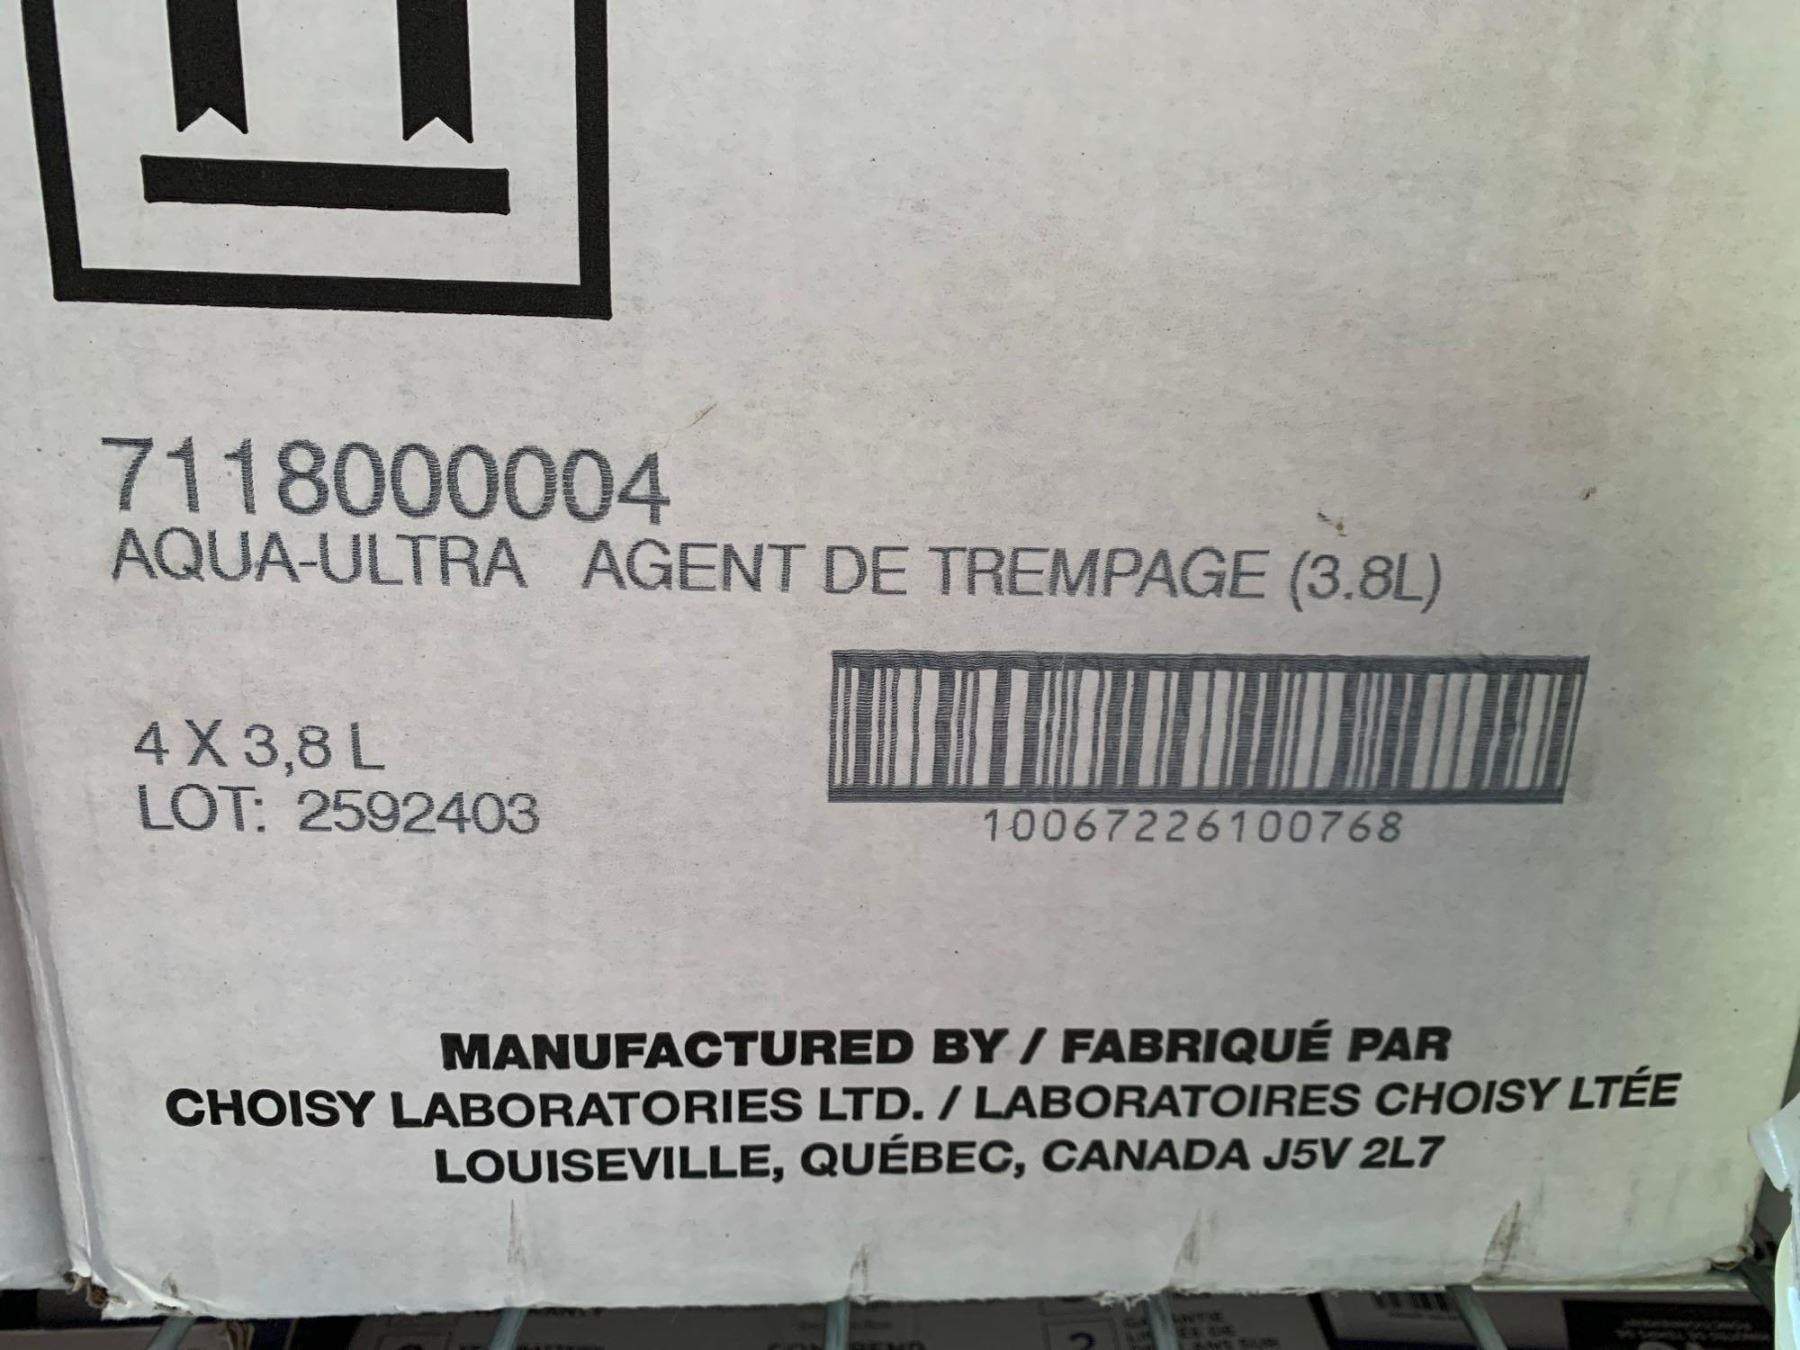 7118000004
AQUA-ULTRA AGENT DE TREMPAGE (3.8L)
4 X 3,8 L
LOT: 2592403
10067226100768
MANUFACTURED BY / FABRIQUÉ PAR
CHOISY LABORATORIES LTD. / LABORATOIRES CHOISY LTÉE
LOUISEVILLE, QUÉBEC, CANADA J5V 2L7